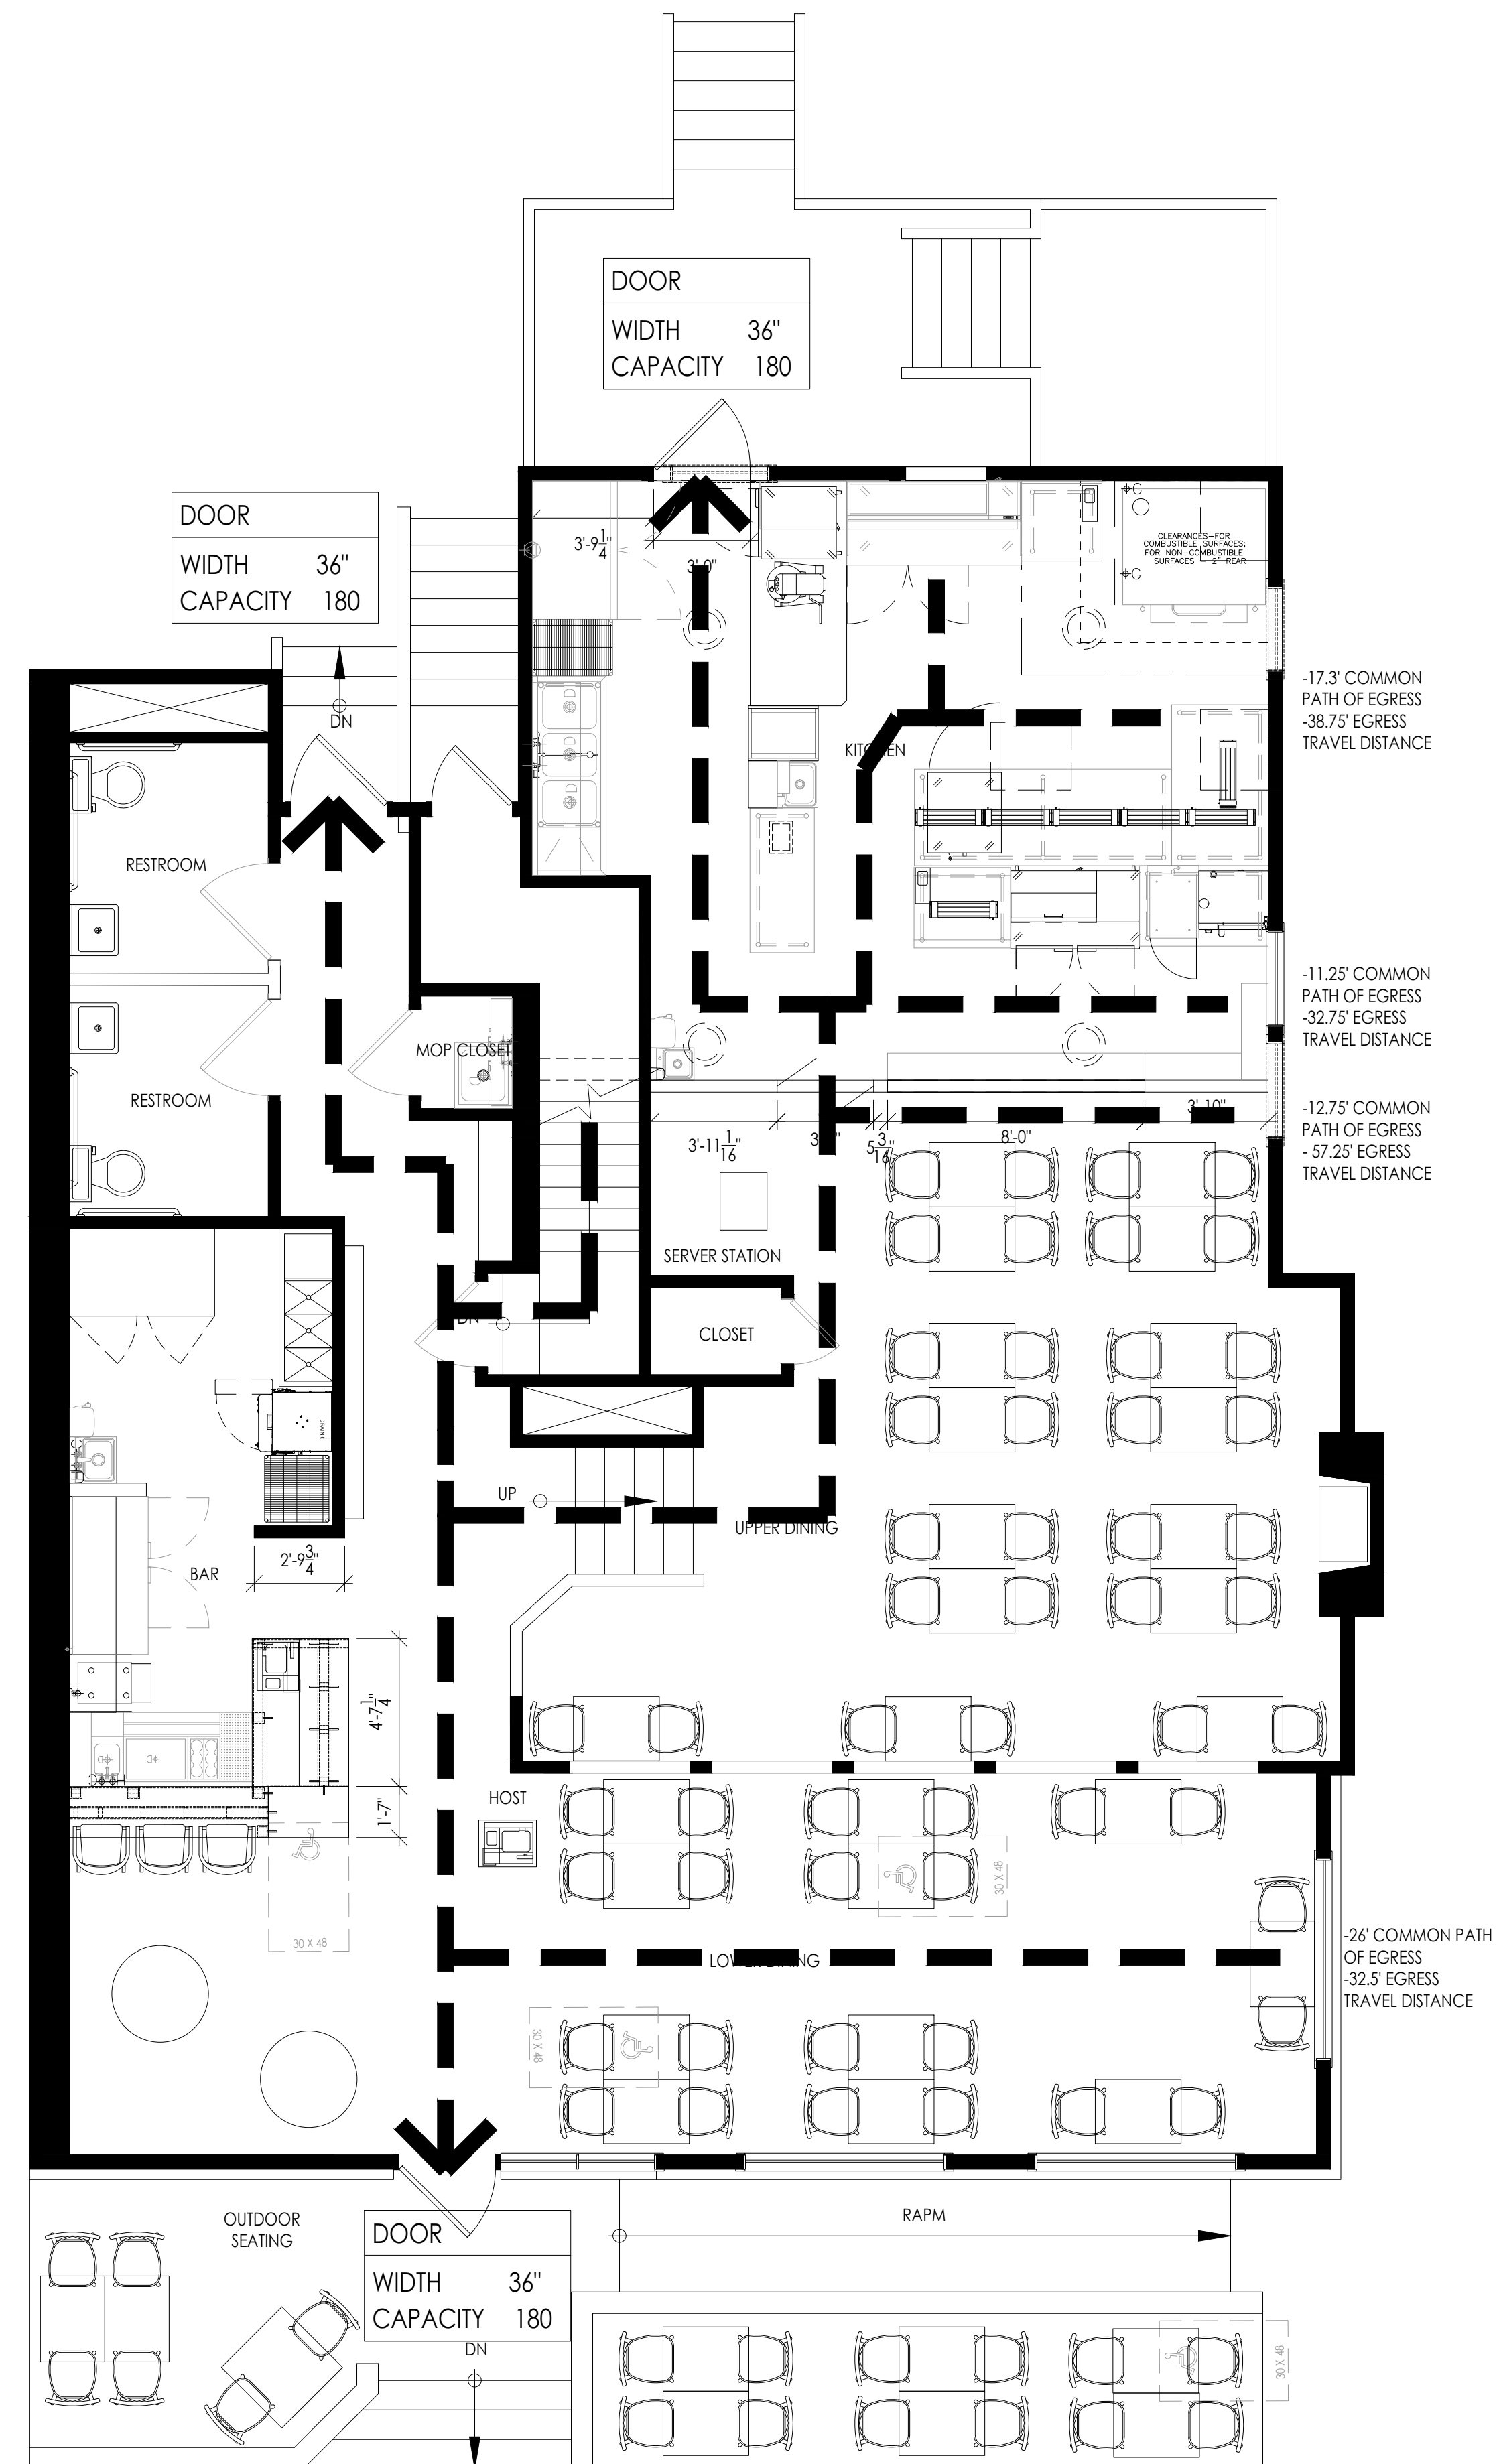 DOOR
WIDTH 36"
CAPACITY 180
DOOR
WIDTH 36"
CAPACITY 180
3'-9 1/4"
3'-0"
G
CLEARANCES-FOR
COMBUSTIBLE SURFACES;
FOR NON-COMBUSTIBLE
SURFACES - 2" REAR
G
DN
KITCHEN
-17.3' COMMON
PATH OF EGRESS
-38.75' EGRESS
TRAVEL DISTANCE
RESTROOM
-11.25' COMMON
PATH OF EGRESS
-32.75' EGRESS
TRAVEL DISTANCE
MOP CLOSET
RESTROOM
3'-10"
-12.75' COMMON
PATH OF EGRESS
- 57.25' EGRESS
TRAVEL DISTANCE
3'-11 1/16"
5 3/16"
8'-0"
SERVER STATION
DN
CLOSET
DRAIN
UP
UPPER DINING
2'-9 3/4"
BAR
4'-7 1/4"
1'-7"
HOST
30 X 48
30 X 48
LOWER DINING
-26' COMMON PATH
OF EGRESS
-32.5' EGRESS
TRAVEL DISTANCE
30 X 48
OUTDOOR
SEATING
RAPM
DOOR
WIDTH 36"
CAPACITY 180
DN
30 X 48